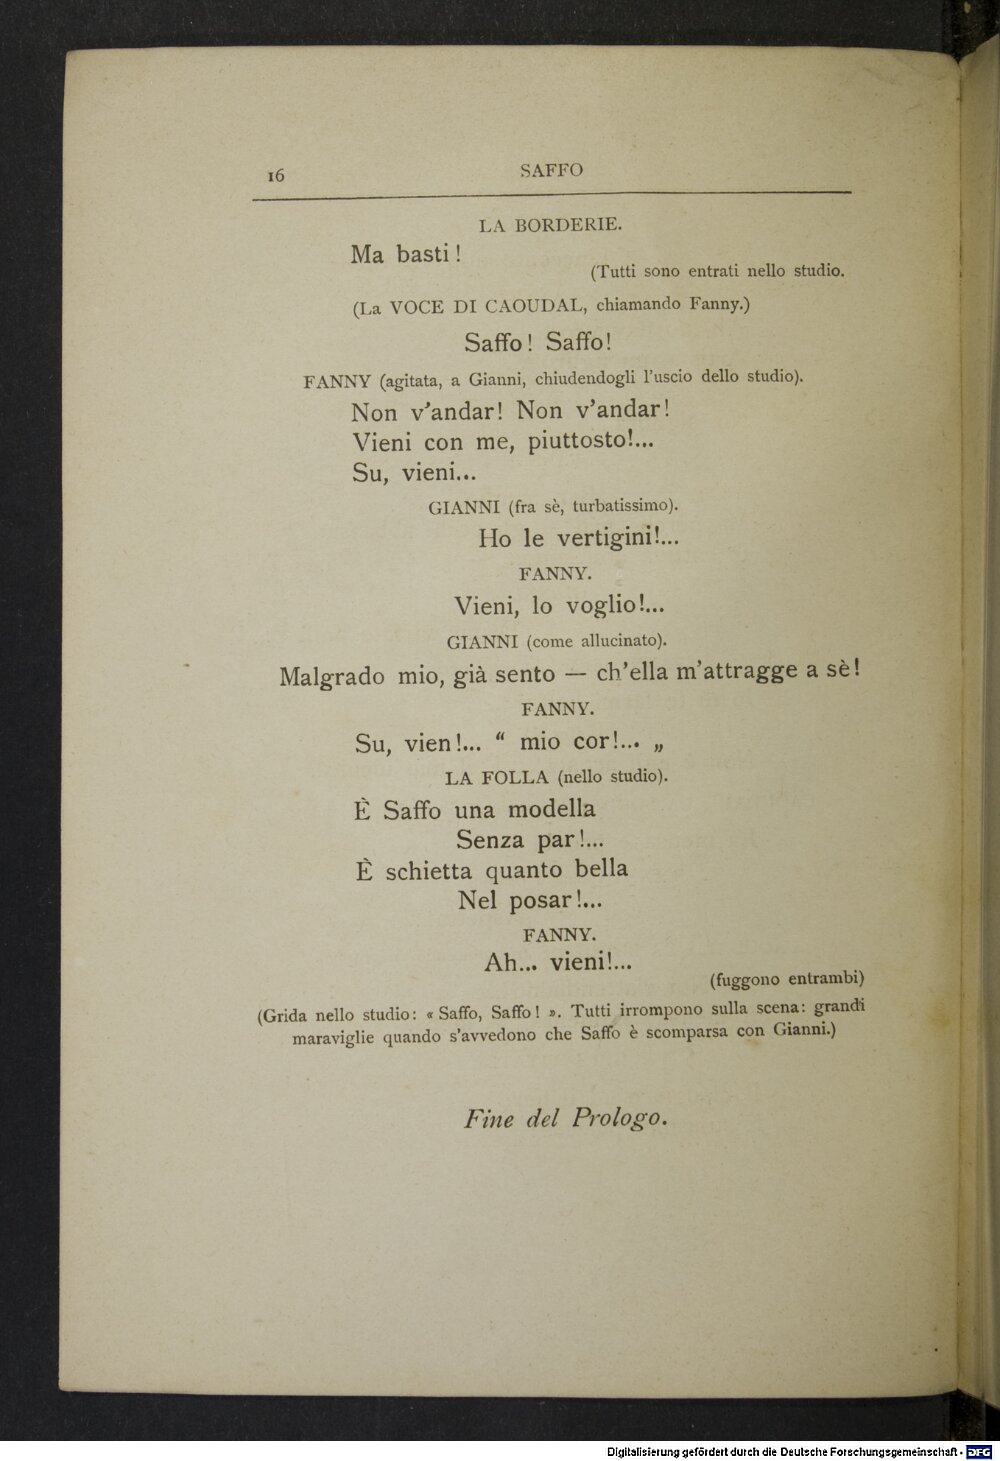 16
SAFFO
LA BORDERIE.
Ma basti!
(Tutti sono entrati nello studio.
(La VOCE DI CAOUDAL, chiamando Fanny.)
Saffo! Saffo!
FANNY (agitata, a Gianni, chiudendogli l'uscio dello studio).
Non v'andar! Non v'andar!
Vieni con me, piuttosto!...
Su, vieni...
GIANNI (fra sè, turbatissimo).
Ho le vertigini!...
FANNY.
Vieni, lo voglio!...
GIANNI (come allucinato).
Malgrado mio, già sento — ch'ella m'attragge a sè!
FANNY.
Su, vien!... “ mio cor!... „
LA FOLLA (nello studio).
È Saffo una modella
Senza par!...
È schietta quanto bella
Nel posar!...
FANNY.
Ah... vieni!...
(fuggono entrambi)
(Grida nello studio: « Saffo, Saffo! ». Tutti irrompono sulla scena: grandi
maraviglie quando s'avvedono che Saffo è scomparsa con Gianni.)
Fine del Prologo.
Digitalisierung gefördert durch die Deutsche Forschungsgemeinschaft - DFG